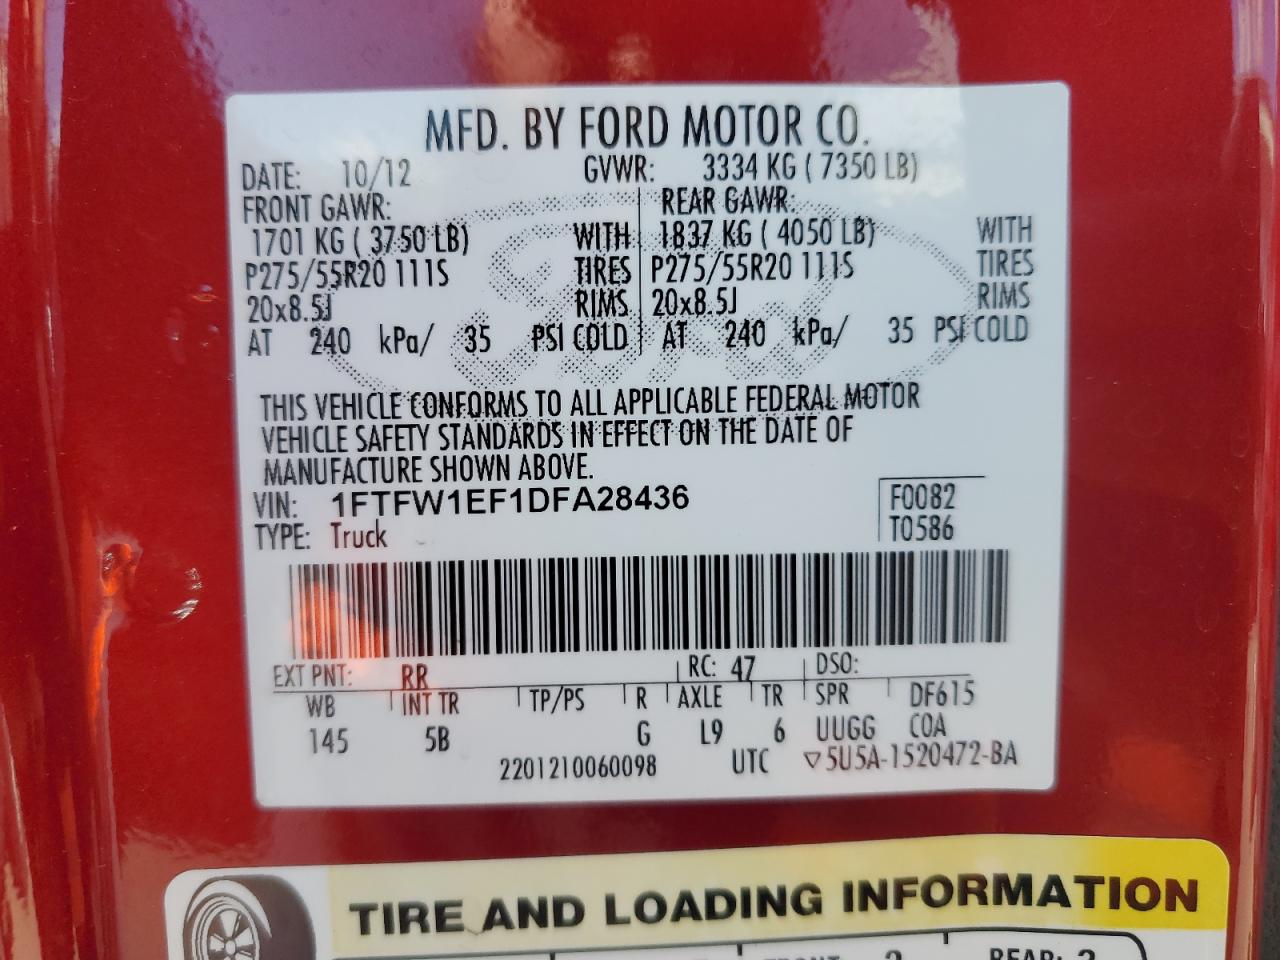 MFD. BY FORD MOTOR CO.
DATE: 10/12 GVWR: 3334 KG ( 7350 LB)
FRONT GAWR: REAR GAWR:
1701 KG ( 3750 LB) WITH 1837 KG ( 4050 LB) WITH
P275/55R20 111S TIRES P275/55R20 111S TIRES
20x8.5J RIMS 20x8.5J RIMS
AT 240 kPa/ 35 PSI COLD AT 240 kPa/ 35 PSI COLD
THIS VEHICLE CONFORMS TO ALL APPLICABLE FEDERAL MOTOR
VEHICLE SAFETY STANDARDS IN EFFECT ON THE DATE OF
MANUFACTURE SHOWN ABOVE.
VIN: 1FTFW1EF1DFA28436 F0082
TYPE: Truck T0586
EXT PNT: RR RC: 47 DSO:
WB INT TR TP/PS R AXLE TR SPR DF615
145 5B G L9 6 UUGG COA
2201210060098 UTC ▽5U5A-1520472-BA
TIRE AND LOADING INFORMATION
FRONT 2 REAR: 3